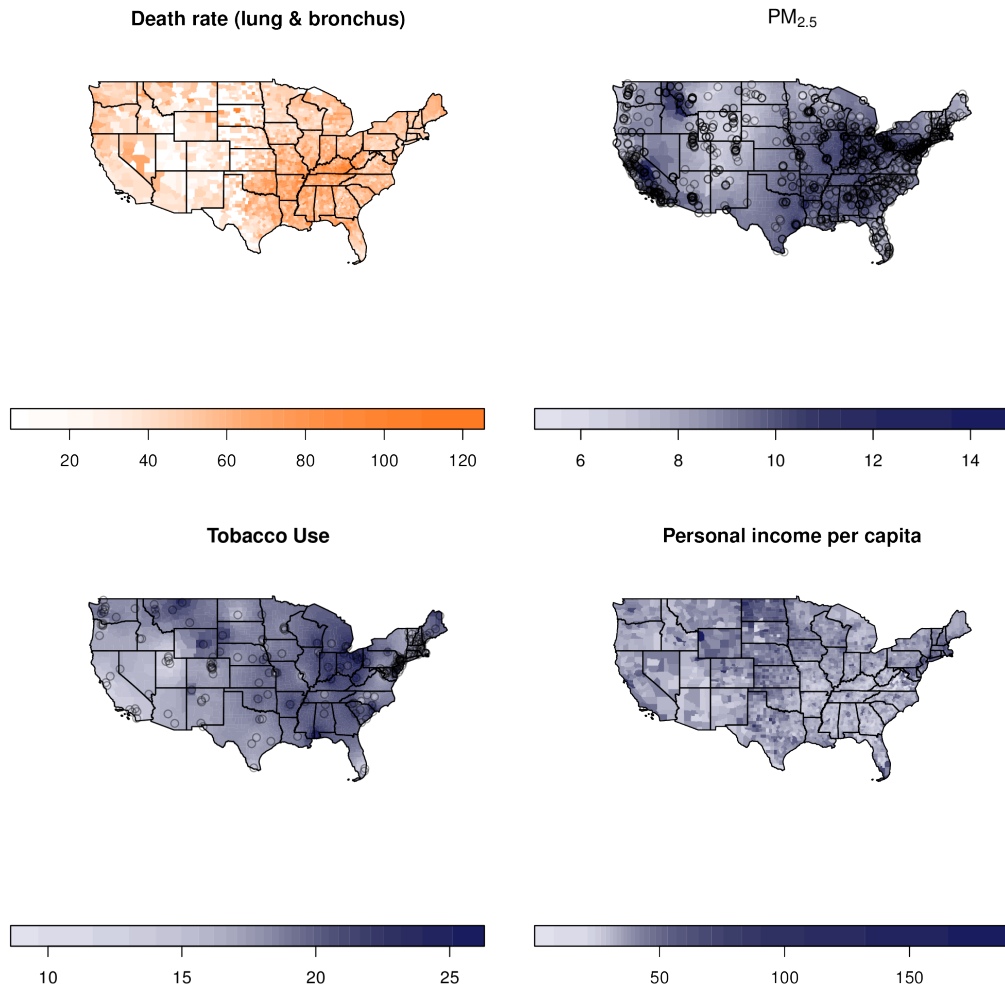 Death rate (lung & bronchus)
PM2.5
20 40 60 80 100 120
6 8 10 12 14
Tobacco Use
Personal income per capita
10 15 20 25
50 100 150